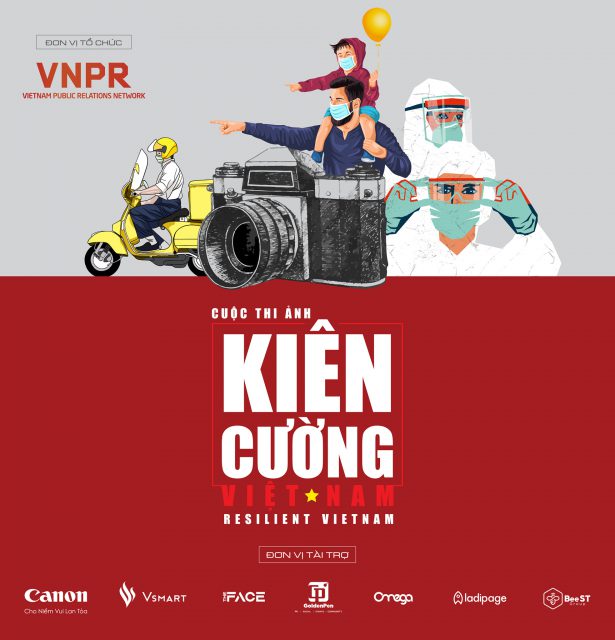 ĐƠN VỊ TỔ CHỨC
VNPR
VIETNAM PUBLIC RELATIONS NETWORK
CUỘC THI ẢNH
KIÊN
CƯỜNG
VIỆT NAM
RESILIENT VIETNAM
ĐƠN VỊ TÀI TRỢ
Canon
Cho Niềm Vui Lan Tỏa
VSMART
THE FACE
GoldenPen
Omega
ladipage
BeeST
Group